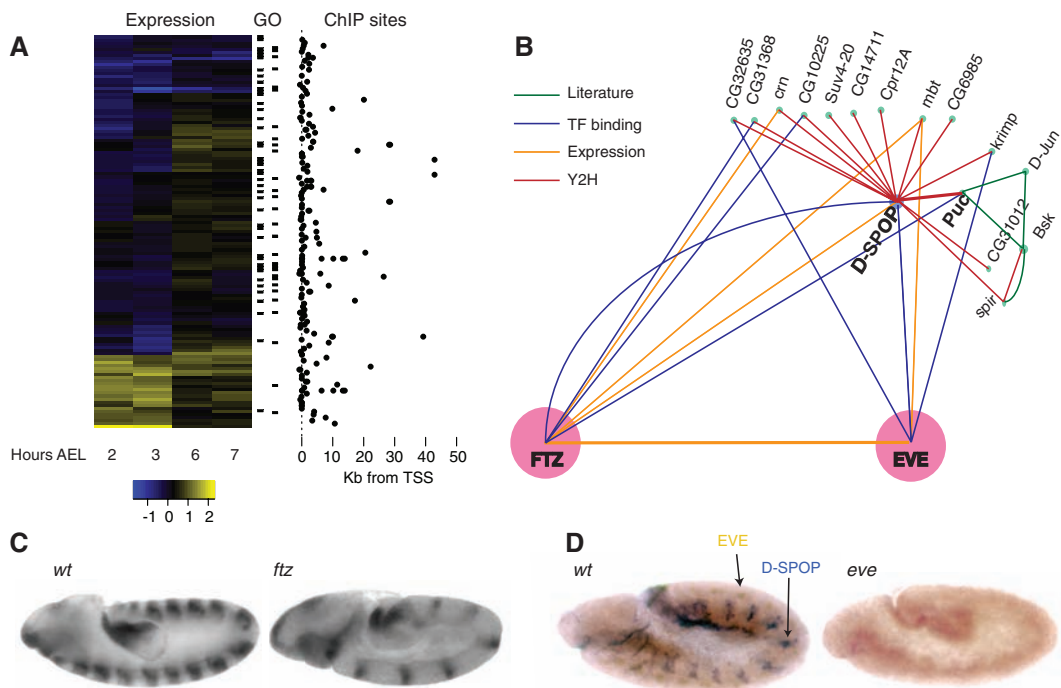 A
Expression
GO
ChIP sites
Hours AEL
2
3
6
7
-1 0 1 2
0 10 20 30 40 50
Kb from TSS
B
Literature
TF binding
Expression
Y2H
CG32635
CG31368
crn
CG10225
Suv4-20
CG14711
Cpr12A
mbt
CG6985
krimp
D-Jun
D-SPOP
Puc
CG31012
Bsk
spir
FTZ
EVE
C
wt
ftz
D
wt
EVE
D-SPOP
eve